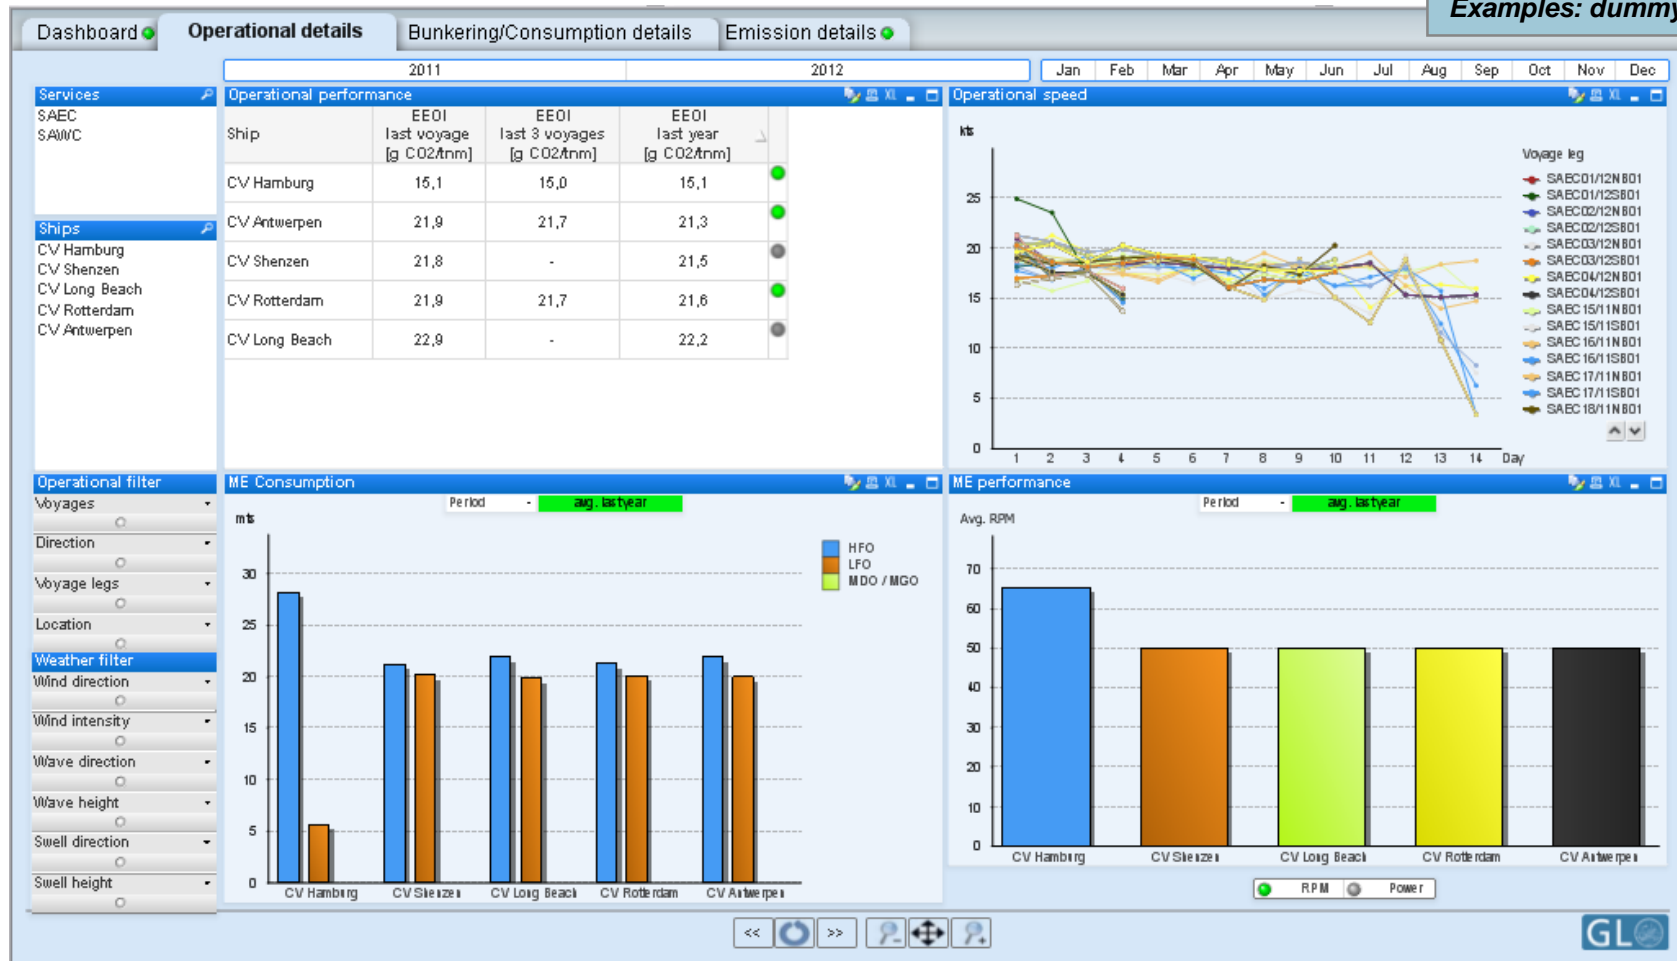 Examples: dummy
Dashboard
Operational details
Bunkering/Consumption details
Emission details
2011 2012
Jan Feb Mar Apr May Jun Jul Aug Sep Oct Nov Dec
Services
SAEC
SAWC
Ships
CV Hamburg
CV Shenzen
CV Long Beach
CV Rotterdam
CV Antwerpen
Operational performance XL
Ship
EEOI
last voyage
[g CO2/tnm]
EEOI
last 3 voyages
[g CO2/tnm]
EEOI
last year
[g CO2/tnm]
CV Hamburg 15,1 15,0 15,1
CV Antwerpen 21,9 21,7 21,3
CV Shenzen 21,8 - 21,5
CV Rotterdam 21,9 21,7 21,6
CV Long Beach 22,9 - 22,2
Operational speed XL
kts
25
20
15
10
5
0
1 2 3 4 5 6 7 8 9 10 11 12 13 14 Day
Voyage leg
SAEC01/12NB01
SAEC01/12SB01
SAEC02/12NB01
SAEC02/12SB01
SAEC03/12NB01
SAEC03/12SB01
SAEC04/12NB01
SAEC04/12SB01
SAEC15/11NB01
SAEC15/11SB01
SAEC16/11NB01
SAEC16/11SB01
SAEC17/11NB01
SAEC17/11SB01
SAEC18/11NB01
Operational filter
Voyages
Direction
Voyage legs
Location
Weather filter
Wind direction
Wind intensity
Wave direction
Wave height
Swell direction
Swell height
ME Consumption XL
Period - avg. last year
mts
30
25
20
15
10
5
0
CV Hamburg CV Shenzen CV Long Beach CV Rotterdam CV Antwerpen
HFO
LFO
MDO / MGO
ME performance XL
Period - avg. last year
Avg. RPM
70
60
50
40
30
20
10
0
CV Hamburg CV Shenzen CV Long Beach CV Rotterdam CV Antwerpen
RPM Power
<< >>
GL